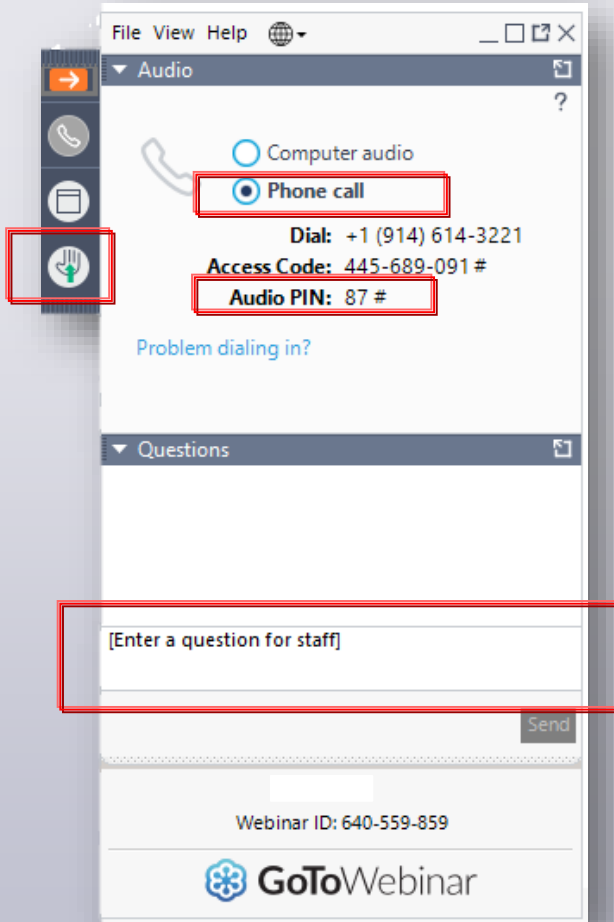 File View Help
Audio
?
Computer audio
Phone call
Dial: +1 (914) 614-3221
Access Code: 445-689-091 #
Audio PIN: 87 #
Problem dialing in?
Questions
[Enter a question for staff]
Send
Webinar ID: 640-559-859
GoToWebinar